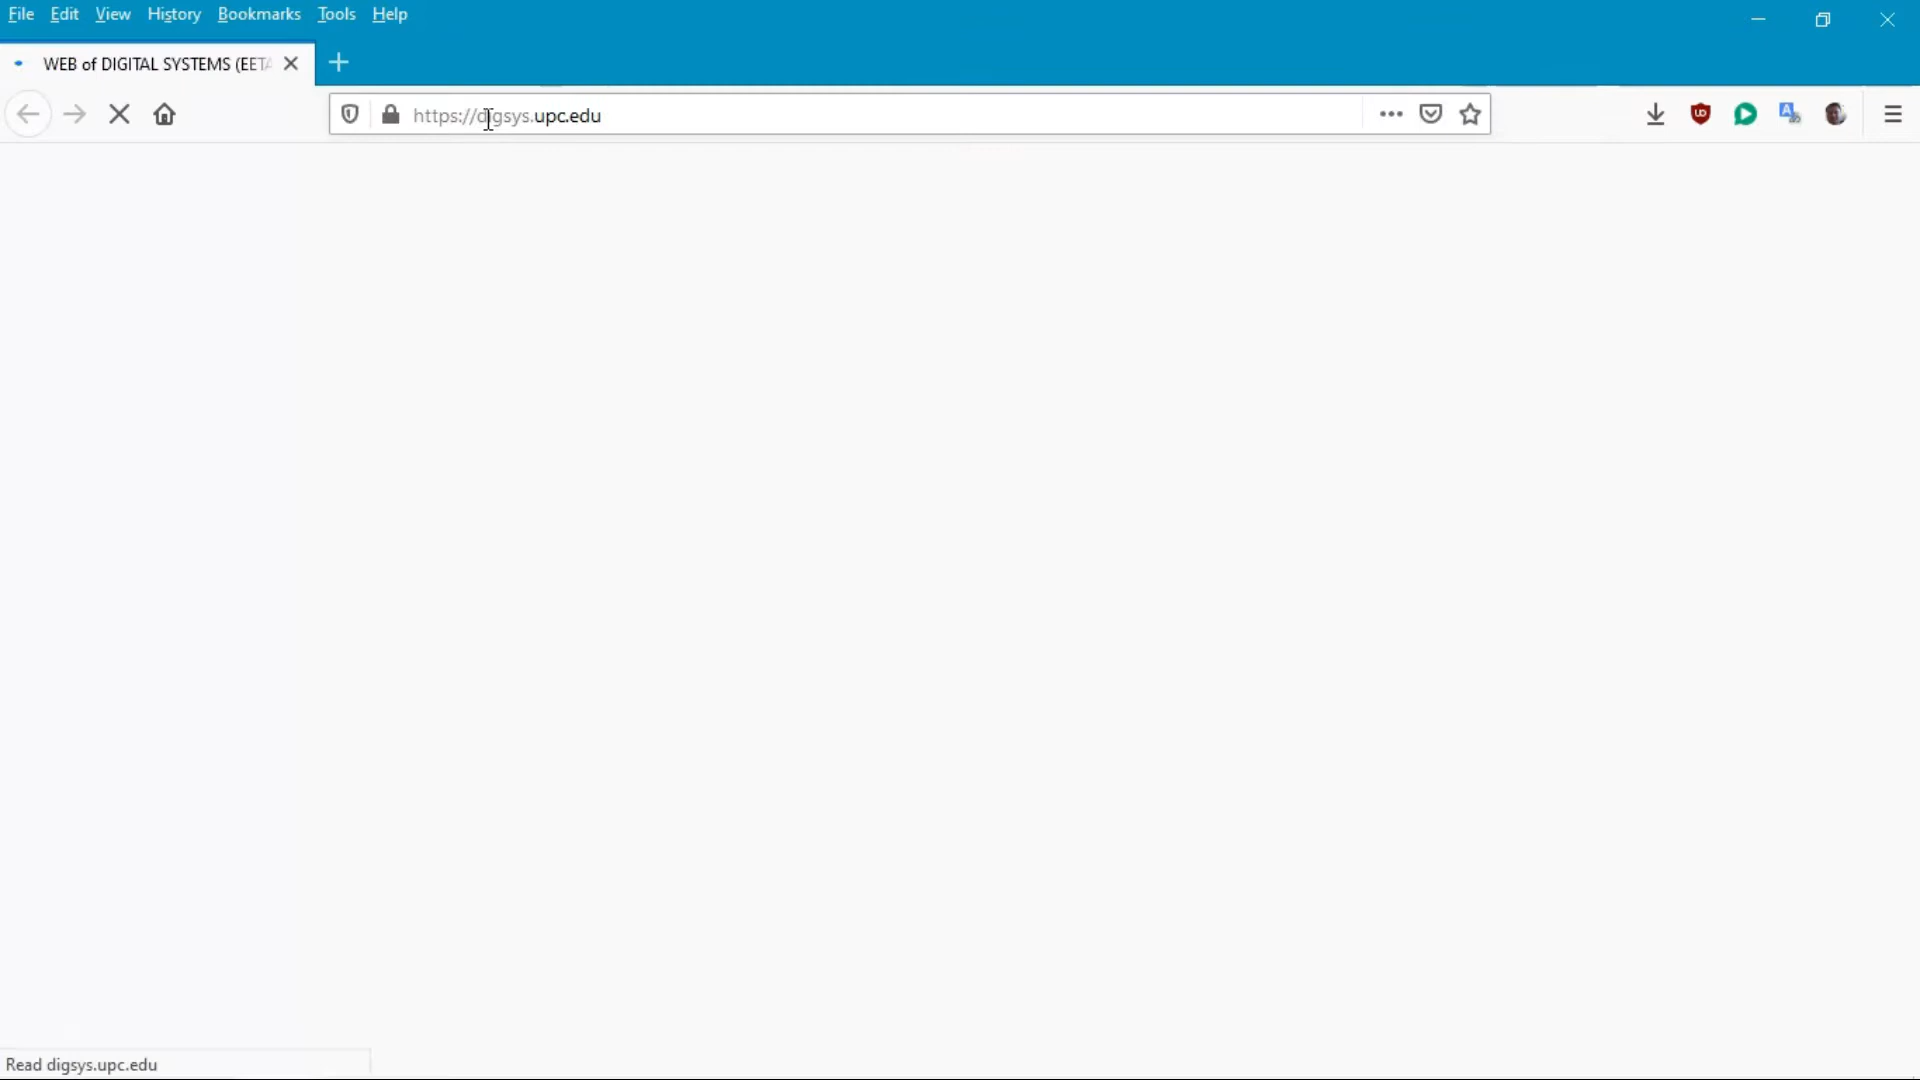 File Edit View History Bookmarks Tools Help
WEB of DIGITAL SYSTEMS (EETA
https://digsys.upc.edu
Read digsys.upc.edu